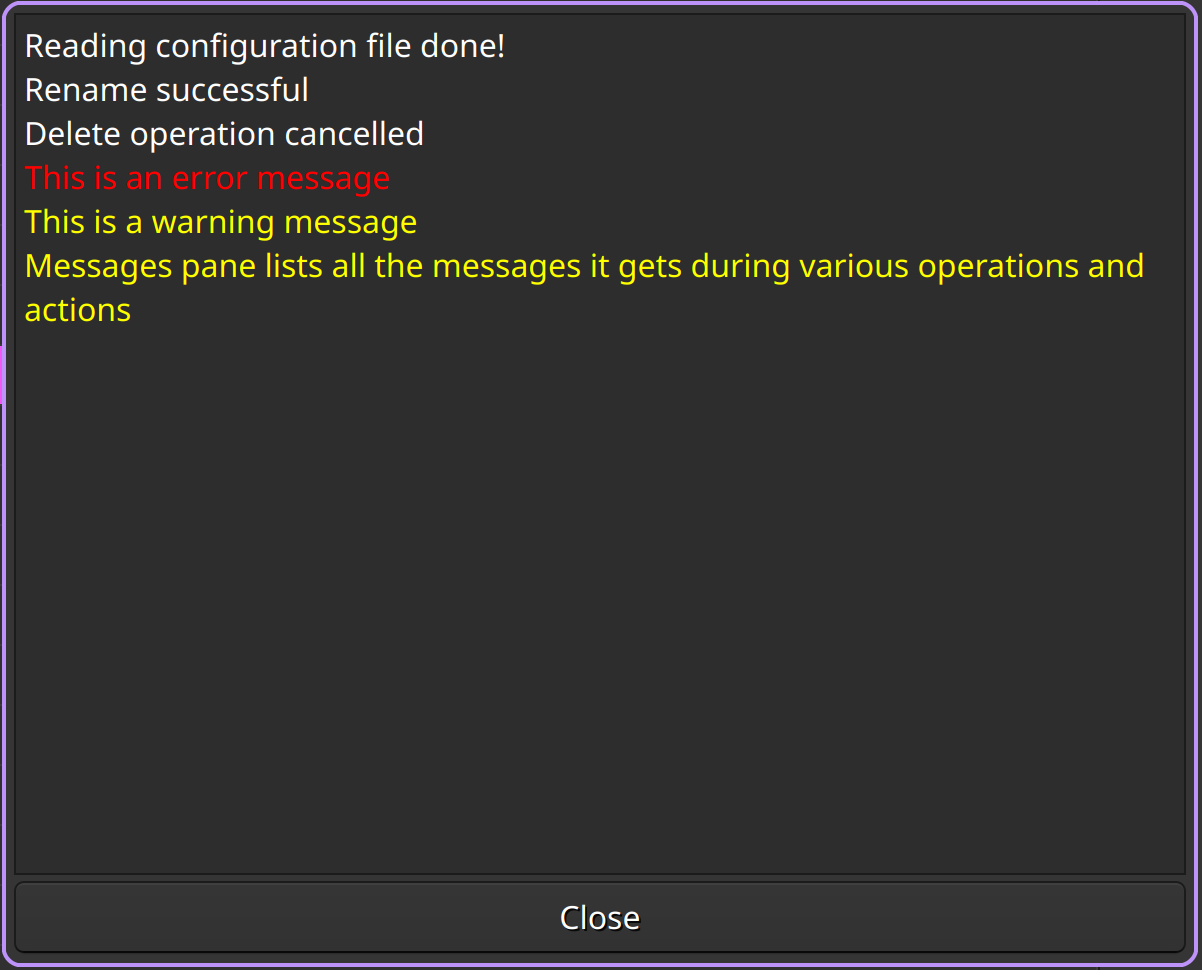 Reading configuration file done!
Rename successful
Delete operation cancelled
This is an error message
This is a warning message
Messages pane lists all the messages it gets during various operations and
actions
Close